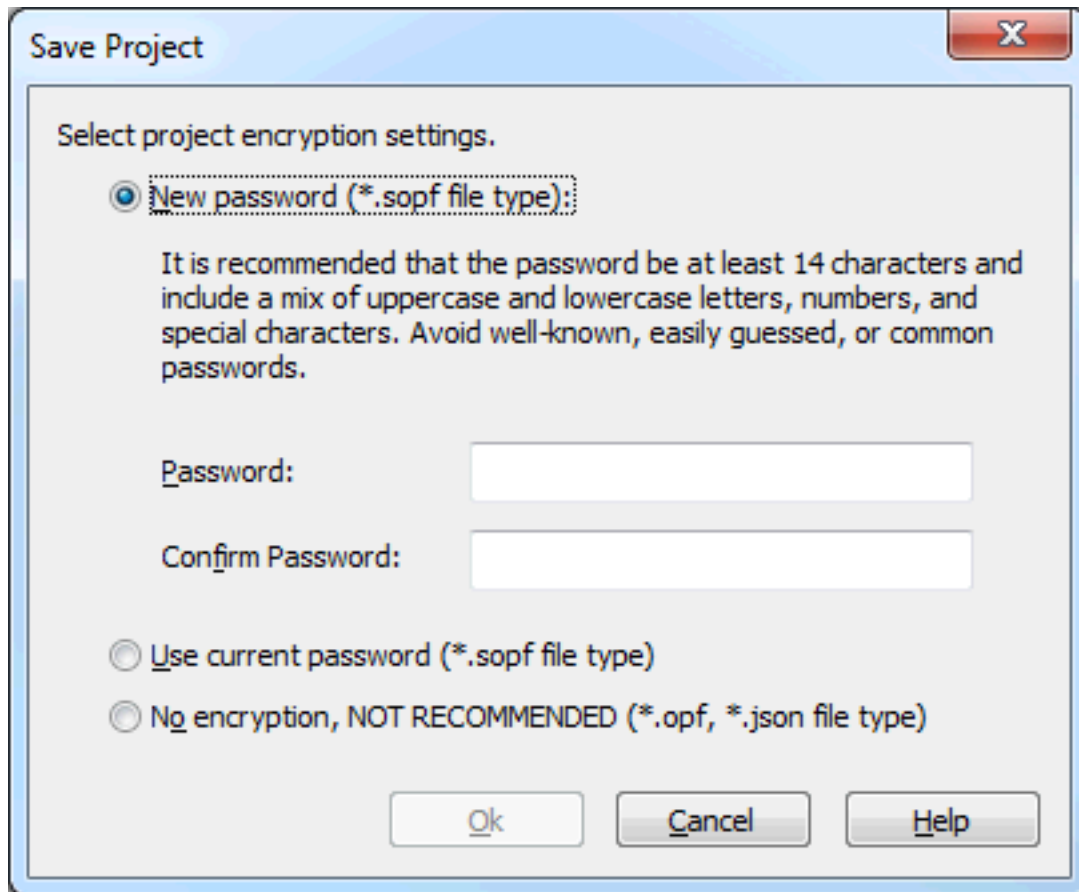 Save Project
Select project encryption settings.
New password (*.sopf file type):
It is recommended that the password be at least 14 characters and
include a mix of uppercase and lowercase letters, numbers, and
special characters. Avoid well-known, easily guessed, or common
passwords.
Password:
Confirm Password:
Use current password (*.sopf file type)
No encryption, NOT RECOMMENDED (*.opf, *.json file type)
Ok Cancel Help